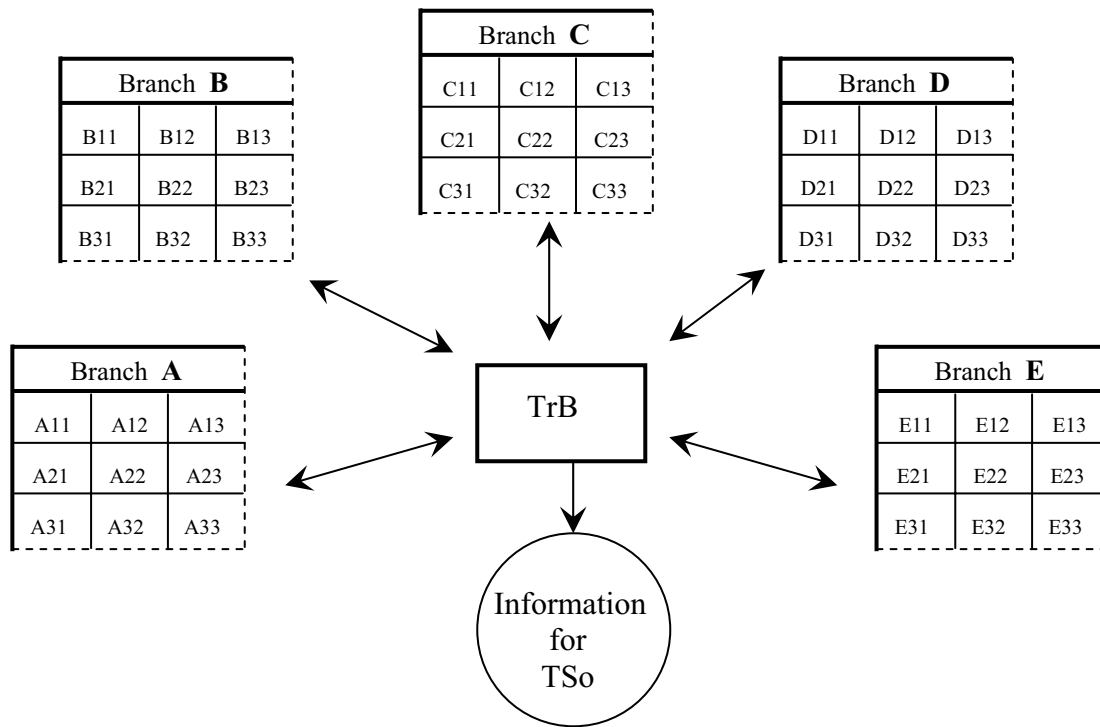 Branch C
C11 C12 C13
C21 C22 C23
C31 C32 C33
Branch B
B11 B12 B13
B21 B22 B23
B31 B32 B33
Branch D
D11 D12 D13
D21 D22 D23
D31 D32 D33
Branch A
A11 A12 A13
A21 A22 A23
A31 A32 A33
TrB
Branch E
E11 E12 E13
E21 E22 E23
E31 E32 E33
Information
for
TSo